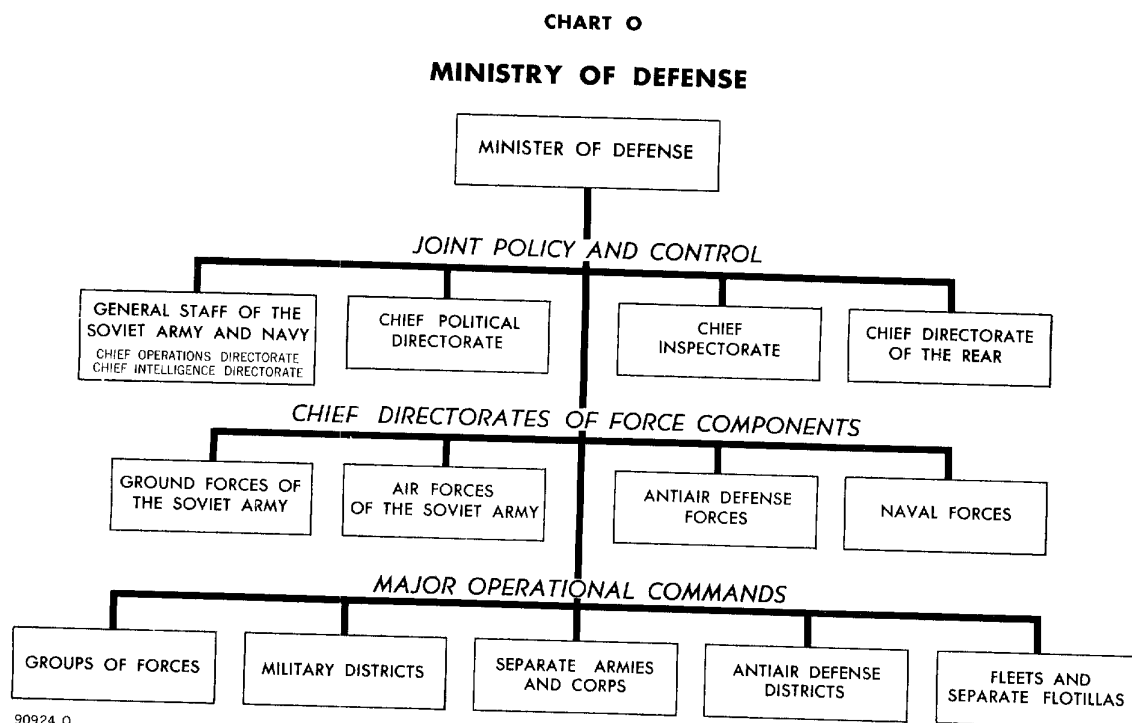 CHART O
MINISTRY OF DEFENSE
MINISTER OF DEFENSE
JOINT POLICY AND CONTROL
GENERAL STAFF OF THE
SOVIET ARMY AND NAVY
CHIEF OPERATIONS DIRECTORATE
CHIEF INTELLIGENCE DIRECTORATE
CHIEF POLITICAL
DIRECTORATE
CHIEF
INSPECTORATE
CHIEF DIRECTORATE
OF THE REAR
CHIEF DIRECTORATES OF FORCE COMPONENTS
GROUND FORCES OF
THE SOVIET ARMY
AIR FORCES
OF THE SOVIET ARMY
ANTIAIR DEFENSE
FORCES
NAVAL FORCES
MAJOR OPERATIONAL COMMANDS
GROUPS OF FORCES
MILITARY DISTRICTS
SEPARATE ARMIES
AND CORPS
ANTIAIR DEFENSE
DISTRICTS
FLEETS AND
SEPARATE FLOTILLAS
90924 O